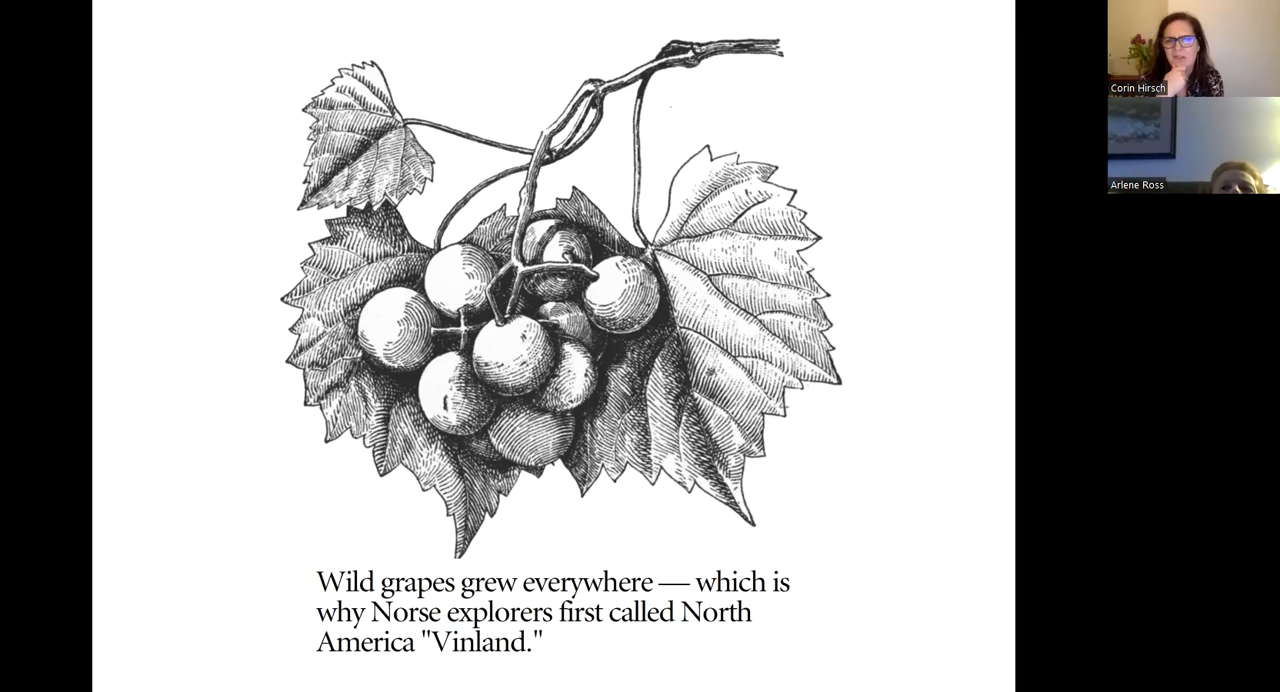 Corin Hirsch
Arlene Ross
Wild grapes grew everywhere — which is
why Norse explorers first called North
America "Vinland."